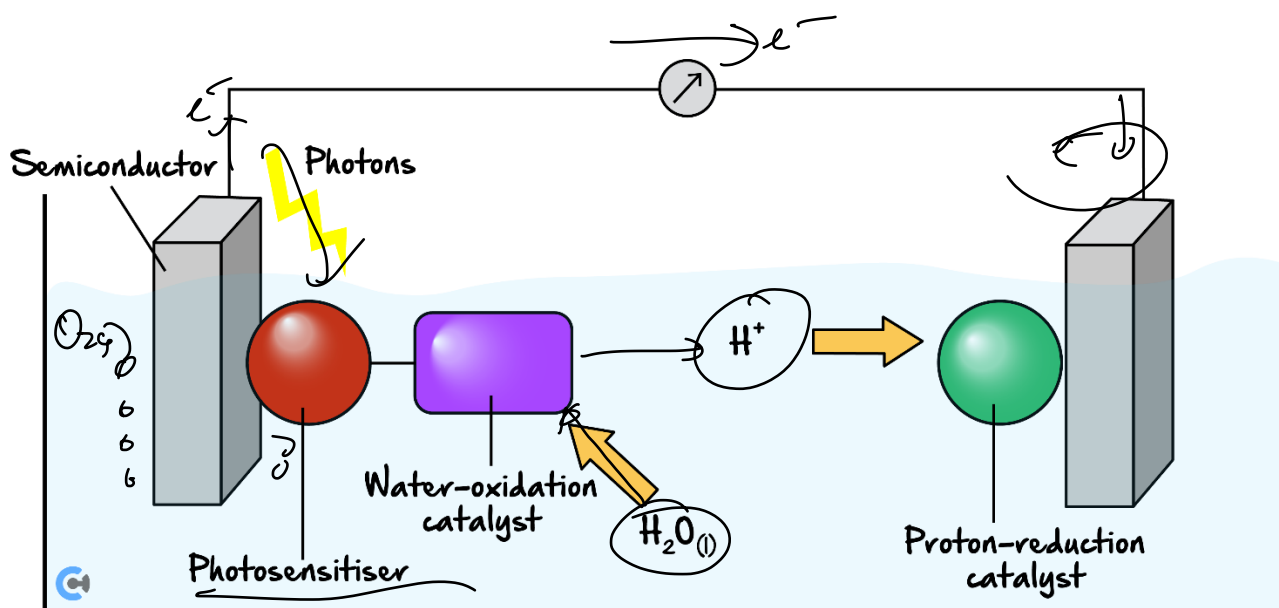 e⁻
e⁻
Semiconductor
Photons
e⁻
O₂(g)
H⁺
Water-oxidation
catalyst
H₂O(l)
Photosensitiser
Proton-reduction
catalyst